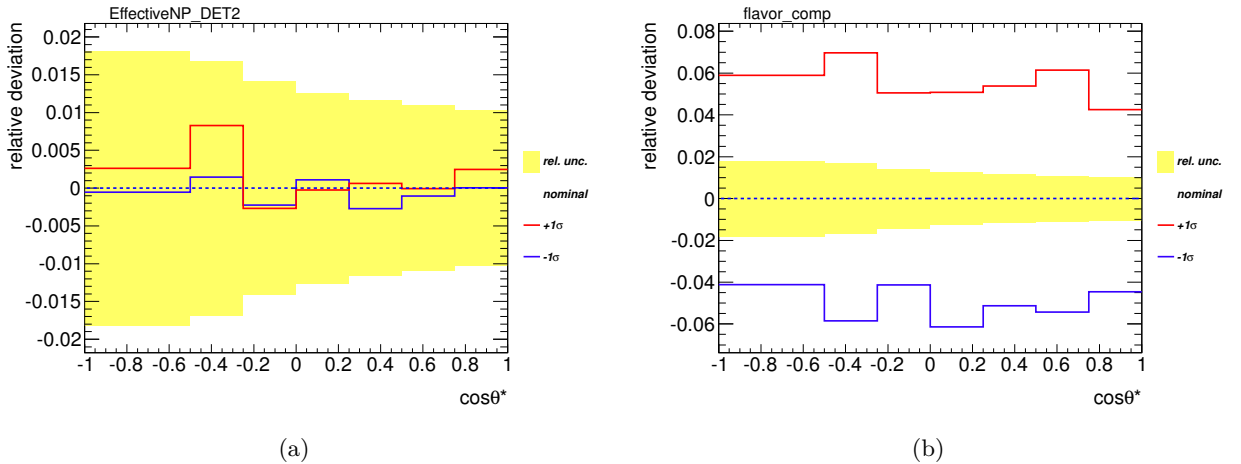 EffectiveNP_DET2
relative deviation
0.02
0.015
0.01
0.005
0
-0.005
-0.01
-0.015
-0.02
-1 -0.8 -0.6 -0.4 -0.2 0 0.2 0.4 0.6 0.8 1
cosθ*
rel. unc.
nominal
+1σ
-1σ
(a)
flavor_comp
relative deviation
0.08
0.06
0.04
0.02
0
-0.02
-0.04
-0.06
-1 -0.8 -0.6 -0.4 -0.2 0 0.2 0.4 0.6 0.8 1
cosθ*
rel. unc.
nominal
+1σ
-1σ
(b)